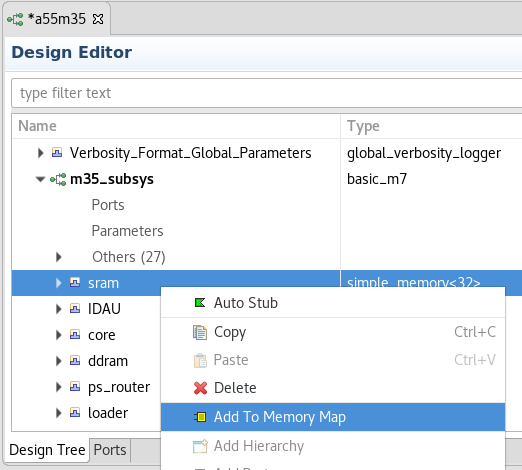 *a55m35
Design Editor
type filter text
Name Type
Verbosity_Format_Global_Parameters global_verbosity_logger
m35_subsys basic_m7
Ports
Parameters
Others (27)
sram simple_memory<32>
IDAU Auto Stub
core Copy Ctrl+C
ddram Paste Ctrl+V
ps_router Delete
loader Add To Memory Map
Design Tree Ports Add Hierarchy